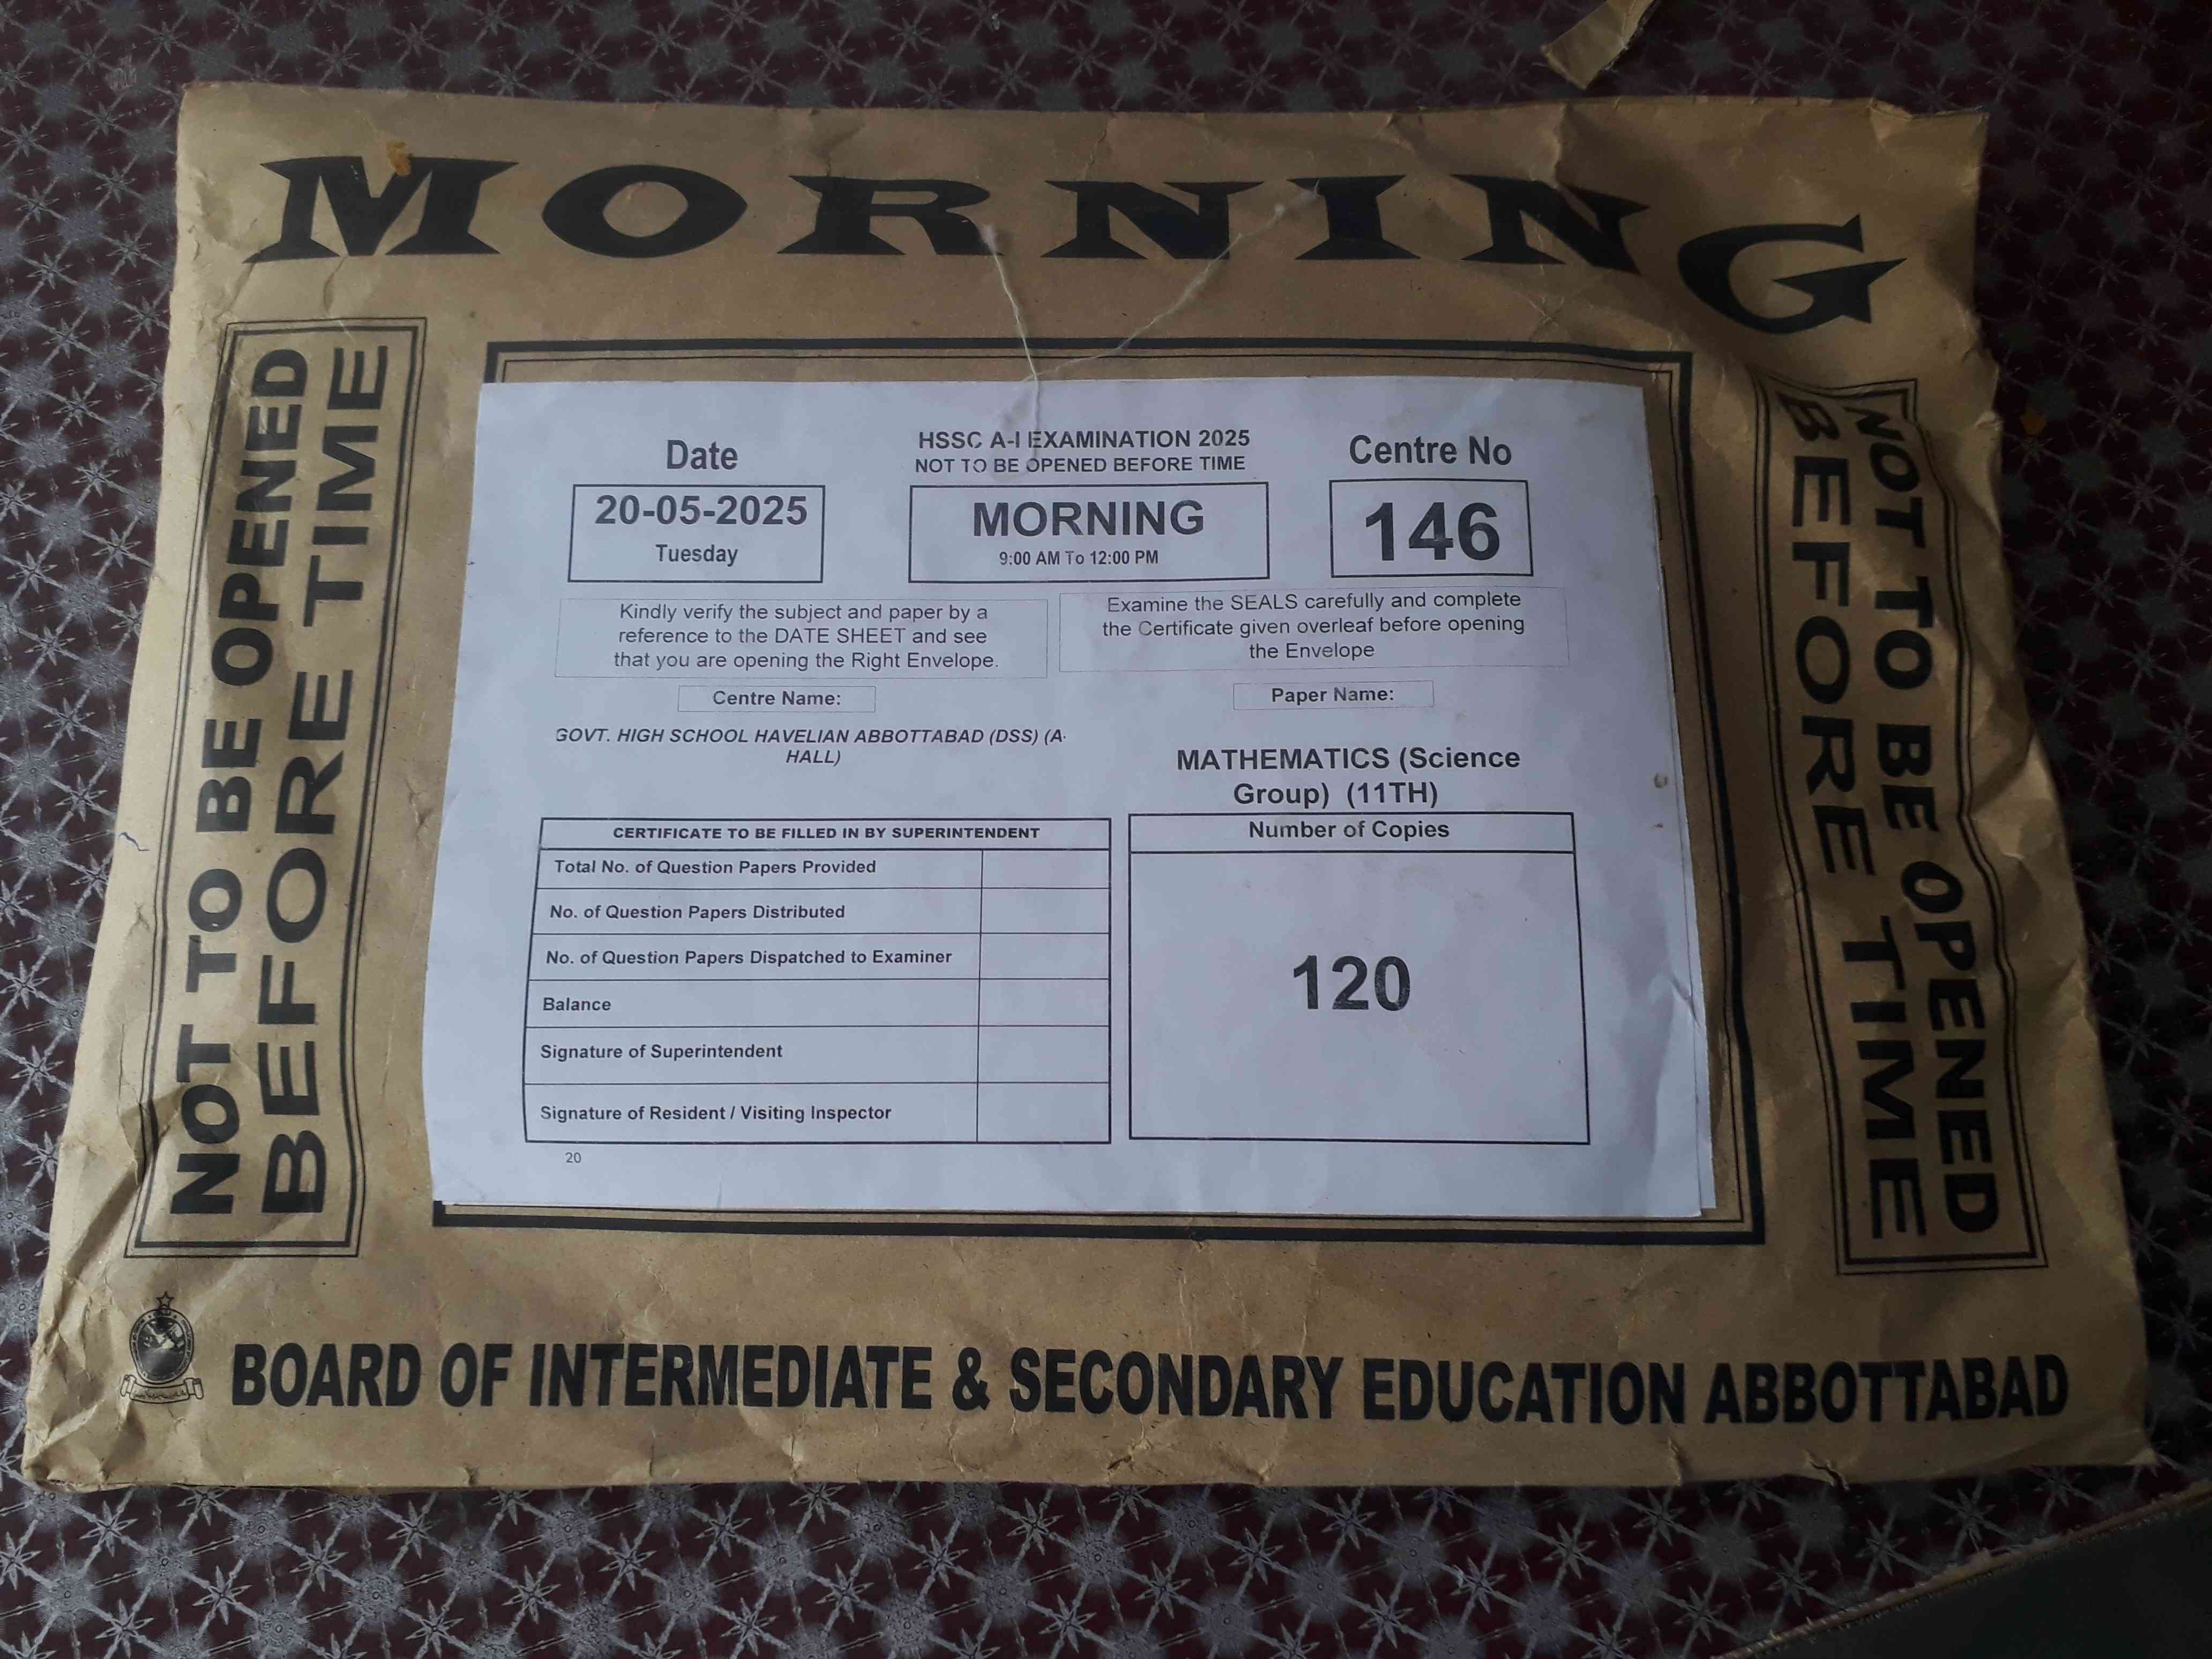 MORNING
NOT TO BE OPENED
BEFORE TIME
Date
20-05-2025
Tuesday
HSSC A-I EXAMINATION 2025
NOT TO BE OPENED BEFORE TIME
MORNING
9:00 AM To 12:00 PM
Centre No
146
Kindly verify the subject and paper by a
reference to the DATE SHEET and see
that you are opening the Right Envelope.
Examine the SEALS carefully and complete
the Certificate given overleaf before opening
the Envelope
Centre Name:
GOVT. HIGH SCHOOL HAVELIAN ABBOTTABAD (DSS) (A-
HALL)
Paper Name:
MATHEMATICS (Science
Group) (11TH)
CERTIFICATE TO BE FILLED IN BY SUPERINTENDENT
Total No. of Question Papers Provided
No. of Question Papers Distributed
No. of Question Papers Dispatched to Examiner
Balance
Signature of Superintendent
Signature of Resident / Visiting Inspector
Number of Copies
120
20
NOT TO BE OPENED
BEFORE TIME
BOARD OF INTERMEDIATE & SECONDARY EDUCATION ABBOTTABAD